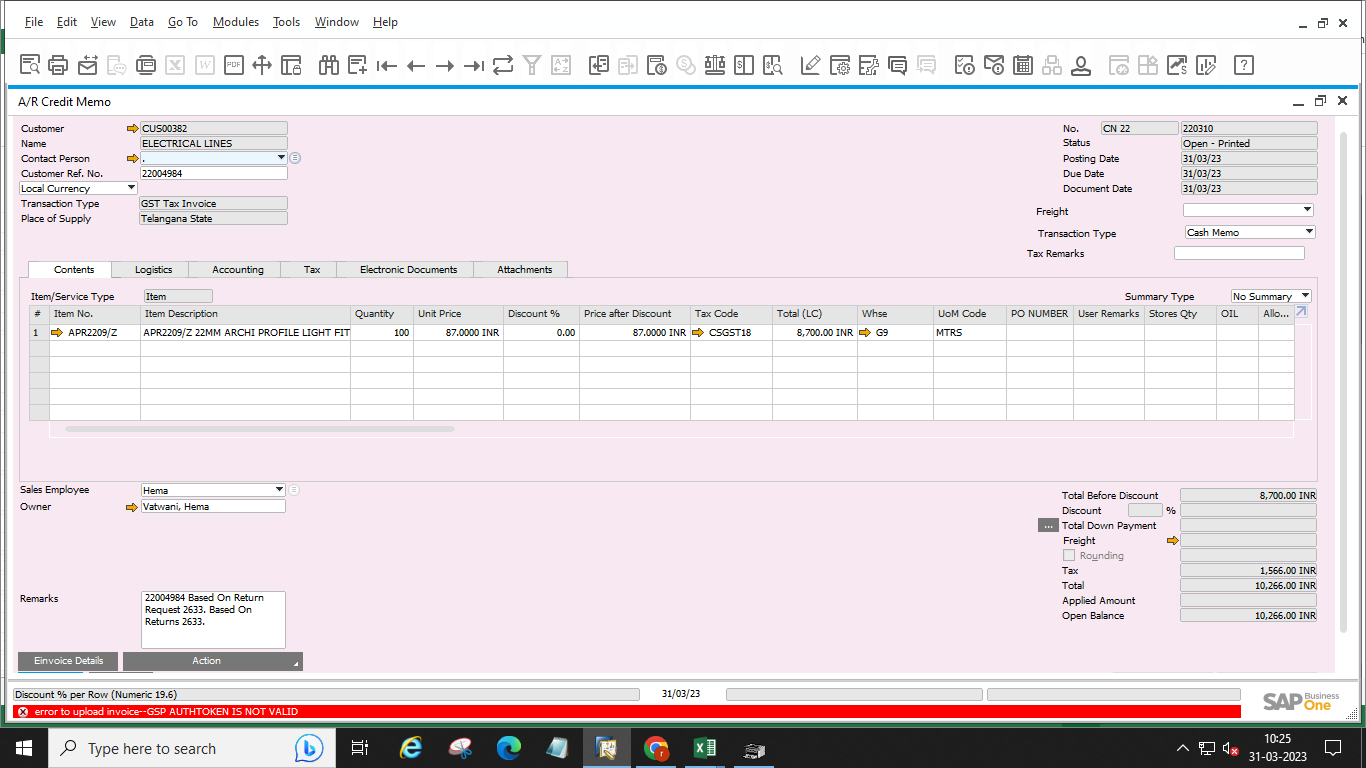 File Edit View Data Go To Modules Tools Window Help
A/R Credit Memo
Customer CUS00382
Name ELECTRICAL LINES
Contact Person .
Customer Ref. No. 22004984
Local Currency
Transaction Type GST Tax Invoice
Place of Supply Telangana State
No. CN 22 220310
Status Open - Printed
Posting Date 31/03/23
Due Date 31/03/23
Document Date 31/03/23
Freight
Transaction Type Cash Memo
Tax Remarks
Contents Logistics Accounting Tax Electronic Documents Attachments
Item/Service Type Item Summary Type No Summary
# Item No. Item Description Quantity Unit Price Discount % Price after Discount Tax Code Total (LC) Whse UoM Code PO NUMBER User Remarks Stores Qty OIL Allo...
1 APR2209/Z APR2209/Z 22MM ARCHI PROFILE LIGHT FIT 100 87.0000 INR 0.00 87.0000 INR CSGST18 8,700.00 INR G9 MTRS
Sales Employee Hema
Owner Vatwani, Hema
Total Before Discount 8,700.00 INR
Discount %
... Total Down Payment
Freight
Rounding
Tax 1,566.00 INR
Total 10,266.00 INR
Applied Amount
Open Balance 10,266.00 INR
Remarks 22004984 Based On Return
Request 2633. Based On
Returns 2633.
Einvoice Details Action
Discount % per Row (Numeric 19.6) 31/03/23
SAP Business One
error to upload invoice--GSP AUTHTOKEN IS NOT VALID
Type here to search
10:25
31-03-2023